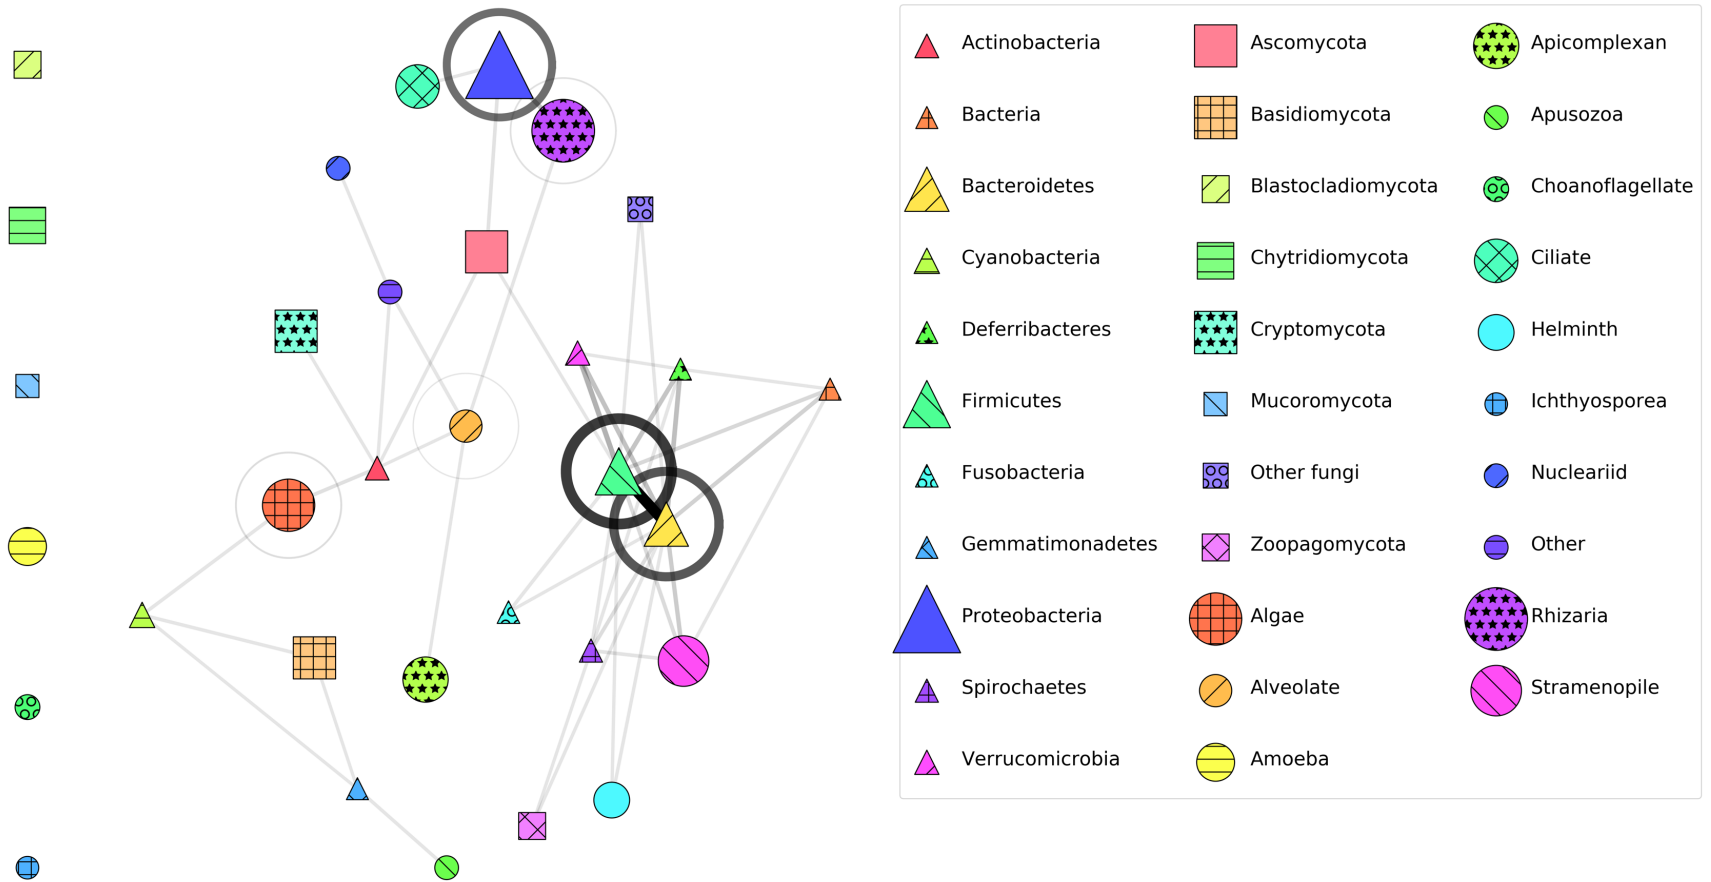 Actinobacteria
Bacteria
Bacteroidetes
Cyanobacteria
Deferribacteres
Firmicutes
Fusobacteria
Gemmatimonadetes
Proteobacteria
Spirochaetes
Verrucomicrobia
Ascomycota
Basidiomycota
Blastocladiomycota
Chytridiomycota
Cryptomycota
Mucoromycota
Other fungi
Zoopagomycota
Algae
Alveolate
Amoeba
Apicomplexan
Apusozoa
Choanoflagellate
Ciliate
Helminth
Ichthyosporea
Nucleariid
Other
Rhizaria
Stramenopile